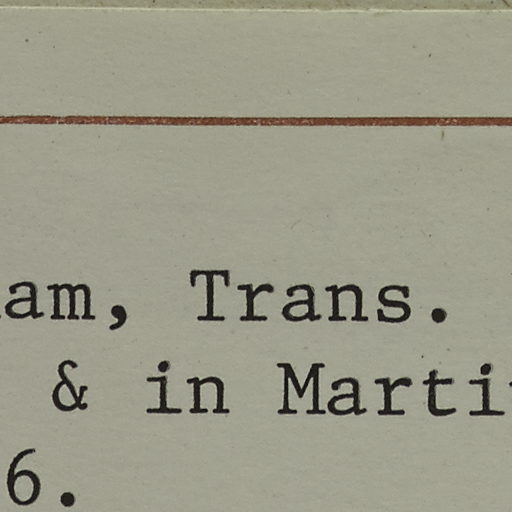 am, Trans.
& in Marti
6.